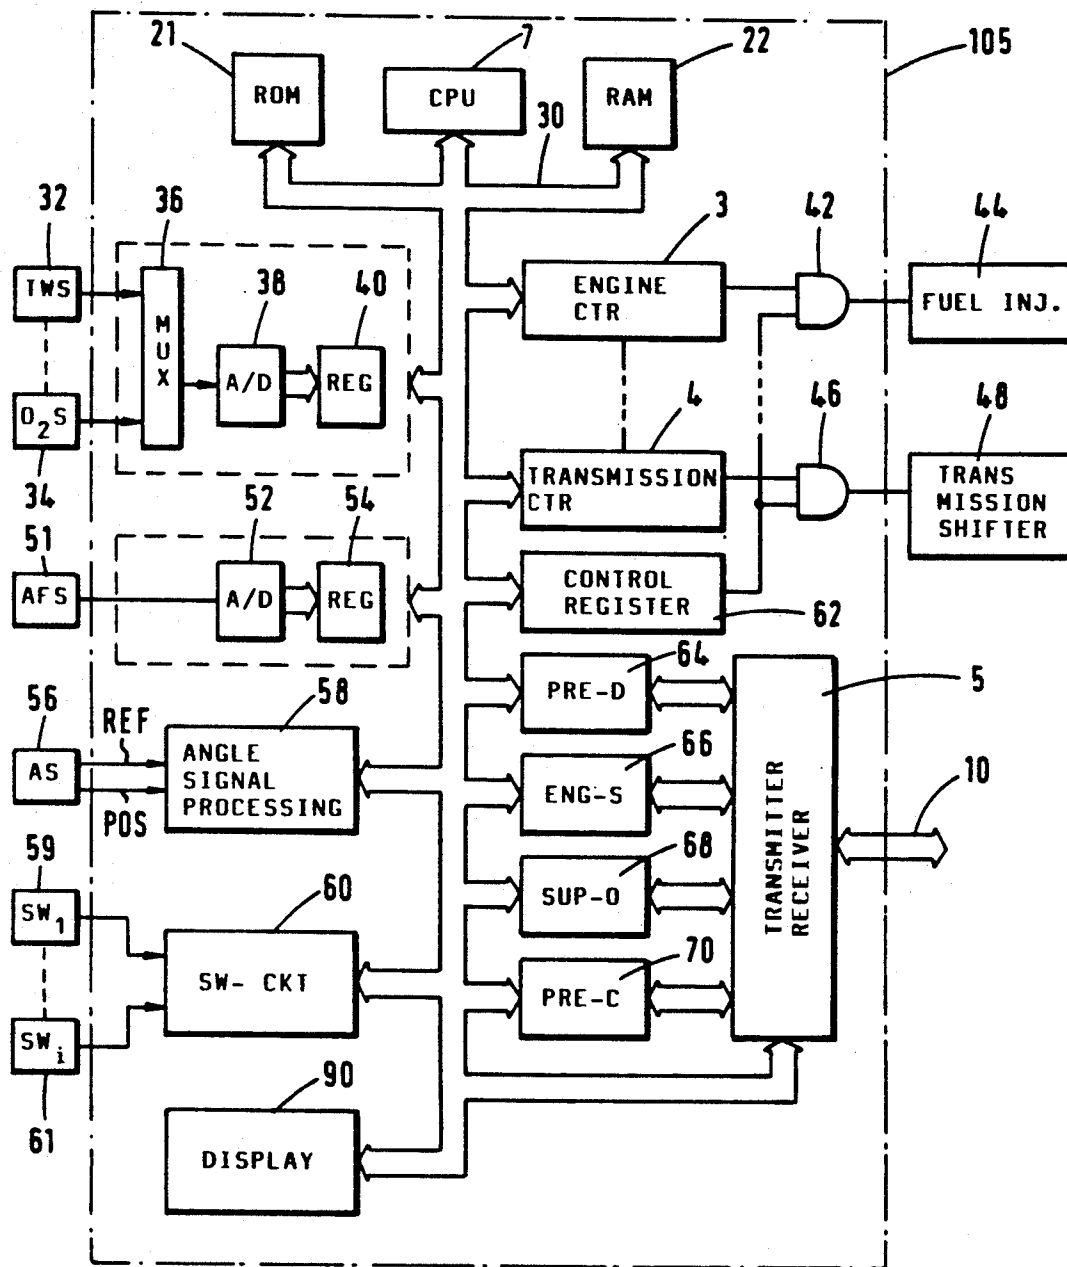 21
7
22
105
ROM
CPU
RAM
30
32
36
3
42
44
TWS
MUX
38
40
ENGINE
CTR
FUEL INJ.
A/D
REG
4
46
48
O2S
34
TRANSMISSION
CTR
TRANS
MISSION
SHIFTER
51
52
54
AFS
A/D
REG
CONTROL
REGISTER
62
64
56
REF
58
PRE-D
5
AS
POS
ANGLE
SIGNAL
PROCESSING
66
10
ENG-S
TRANSMITTER
RECEIVER
59
60
68
SW1
SUP-O
SW- CKT
70
SWi
PRE-C
61
90
DISPLAY